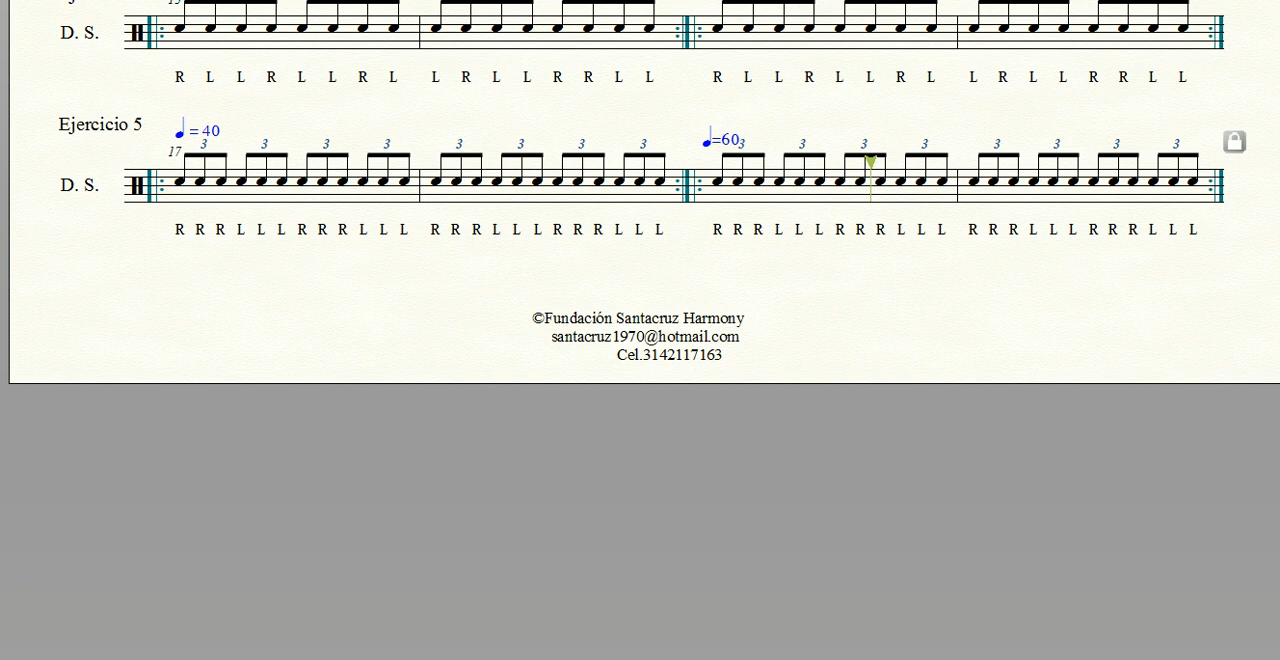 D. S.
R L L R L L R L L R L L R R L L R L L R L L R L L R L L R R L L
Ejercicio 5
= 40
=60
3 3 3 3 3 3 3 3 3 3 3 3 3 3 3 3
17
D. S.
R R R L L L R R R L L L R R R L L L R R R L L L R R R L L L R R R L L L R R R L L L R R R L L L
©Fundación Santacruz Harmony
santacruz1970@hotmail.com
Cel.3142117163